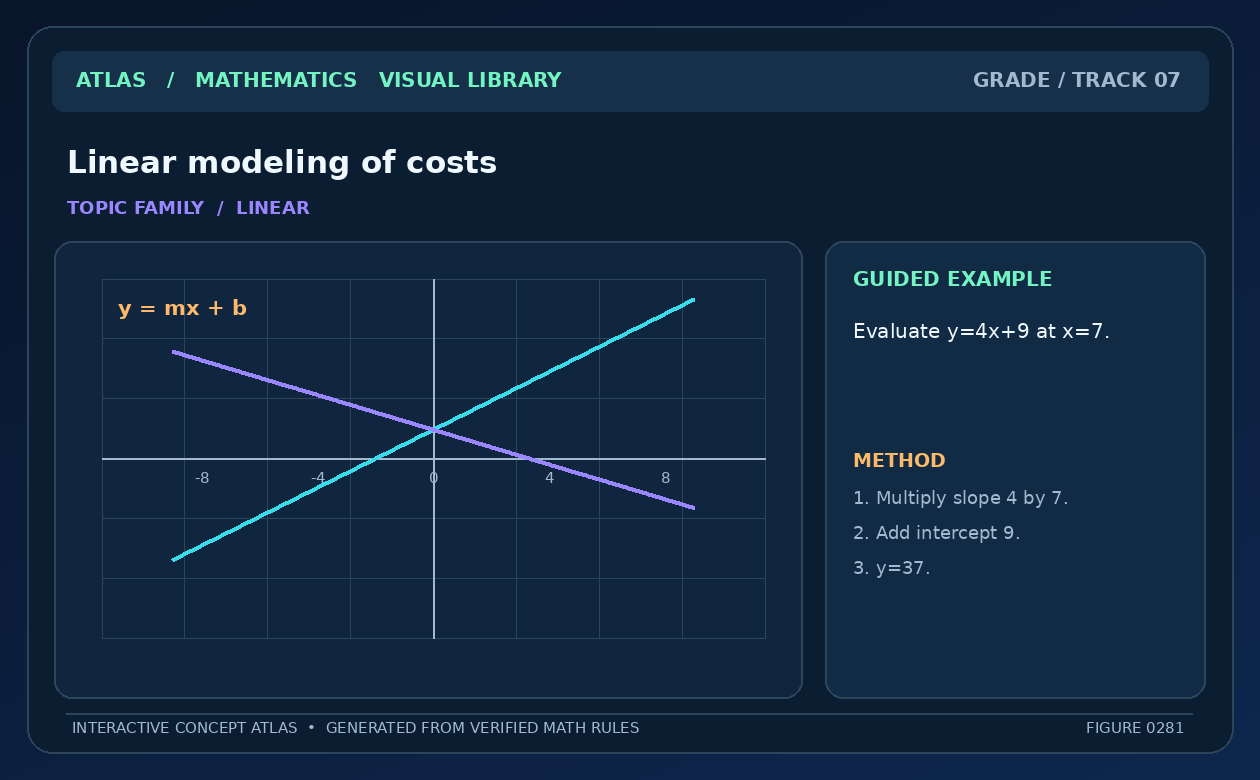 ATLAS / MATHEMATICS VISUAL LIBRARY
GRADE / TRACK 07
Linear modeling of costs
TOPIC FAMILY / LINEAR
y = mx + b
-8 -4 0 4 8
GUIDED EXAMPLE
Evaluate y=4x+9 at x=7.
METHOD
1. Multiply slope 4 by 7.
2. Add intercept 9.
3. y=37.
INTERACTIVE CONCEPT ATLAS • GENERATED FROM VERIFIED MATH RULES
FIGURE 0281